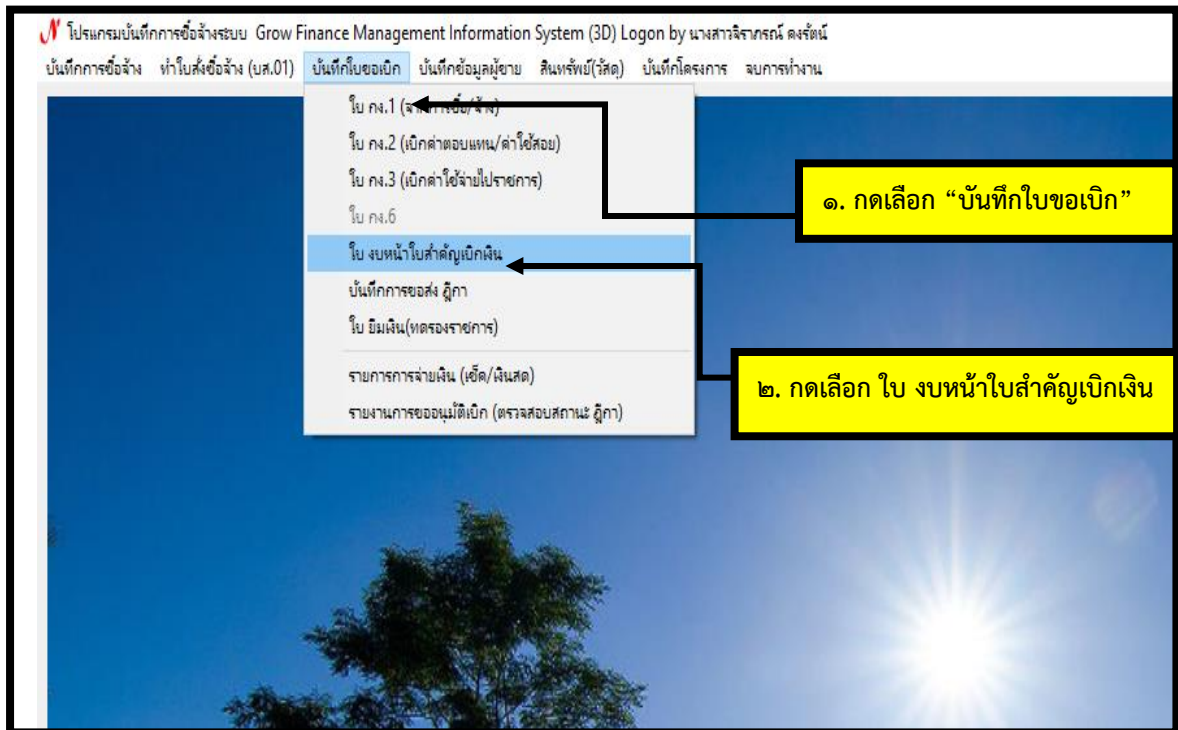 N โปรแกรมบันทึกการซื้อจ้างระบบ Grow Finance Management Information System (3D) Logon by นางสาวจิราภรณ์ คงรัตน์
บันทึกการซื้อจ้าง ทำใบสั่งซื้อจ้าง (บส.01) บันทึกใบขอเบิก บันทึกข้อมูลผู้ขาย สินทรัพย์(วัสดุ) บันทึกโครงการ จบการทำงาน
ใบ กง.1 (จากการซื้อ/จ้าง)
ใบ กง.2 (เบิกค่าตอบแทน/ค่าใช้สอย)
ใบ กง.3 (เบิกค่าใช้จ่ายไปราชการ)
๑. กดเลือก “บันทึกใบขอเบิก”
ใบ กง.6
ใบ งบหน้าใบสำคัญเบิกเงิน
บันทึกการขอส่ง ฎีกา
ใบ ยืมเงิน(ทดรองราชการ)
รายการการจ่ายเงิน (เช็ค/เงินสด)
๒. กดเลือก ใบ งบหน้าใบสำคัญเบิกเงิน
รายงานการขออนุมัติเบิก (ตรวจสอบสถานะ ฎีกา)